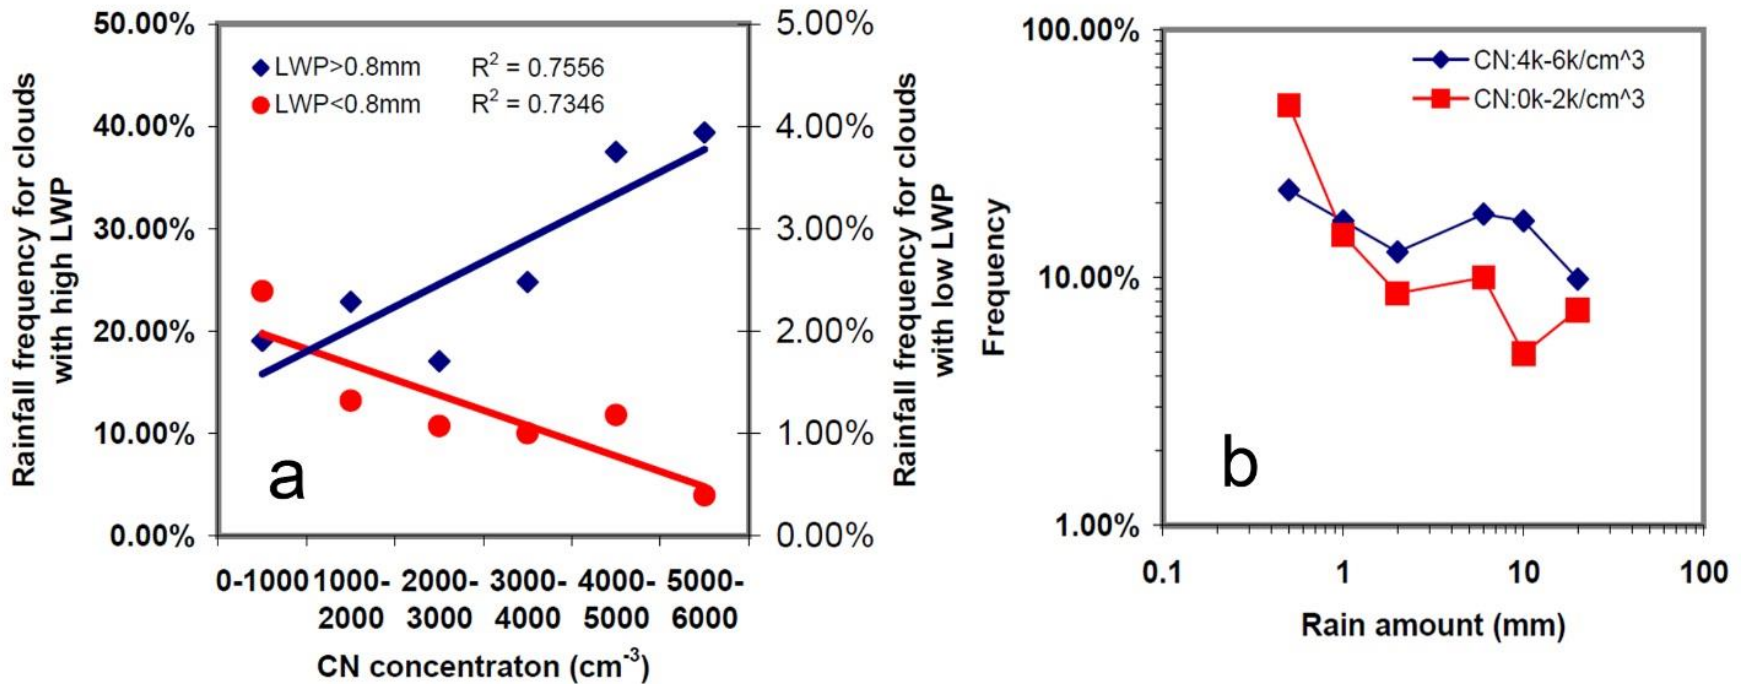 Rainfall frequency for clouds
with high LWP
50.00%
40.00%
30.00%
20.00%
10.00%
0.00%
LWP>0.8mm R² = 0.7556
LWP<0.8mm R² = 0.7346
a
0-1000 1000- 2000- 3000- 4000- 5000-
2000 3000 4000 5000 6000
CN concentraton (cm⁻³)
5.00%
4.00%
3.00%
2.00%
1.00%
0.00%
Rainfall frequency for clouds
with low LWP
Frequency
100.00%
10.00%
1.00%
CN:4k-6k/cm^3
CN:0k-2k/cm^3
b
0.1 1 10 100
Rain amount (mm)